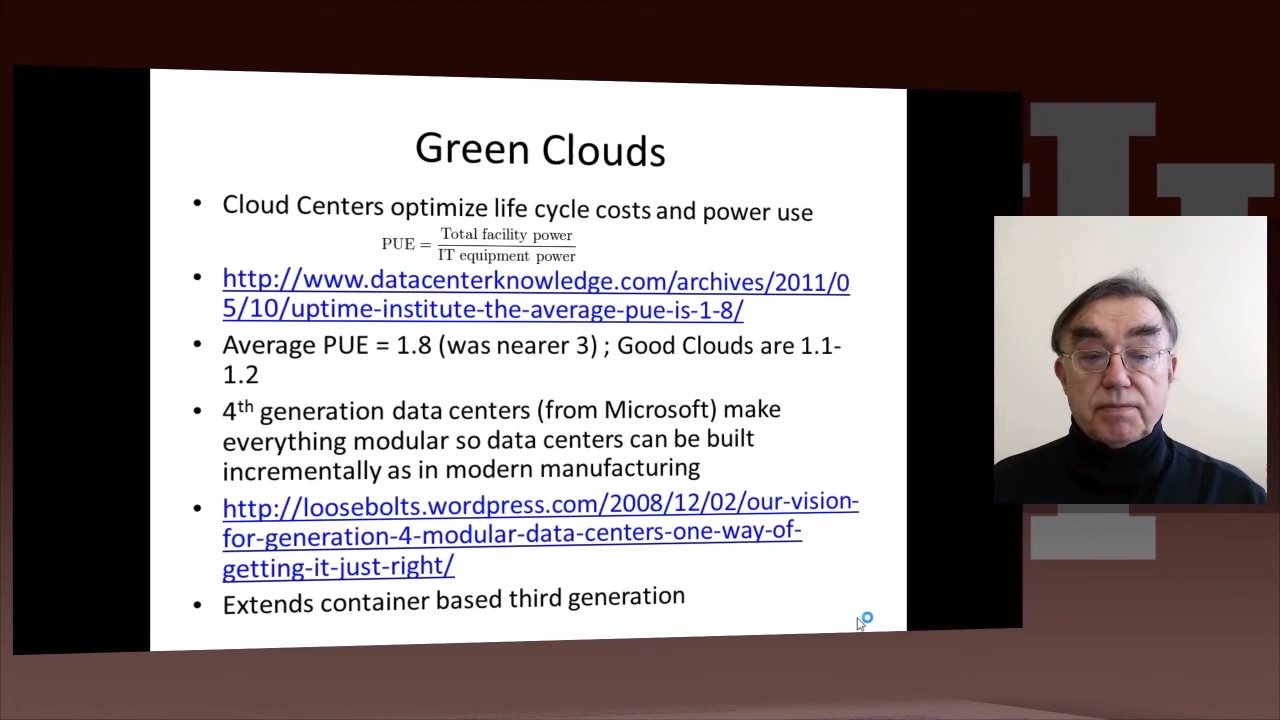 Green Clouds
• Cloud Centers optimize life cycle costs and power use
PUE = Total facility power / IT equipment power
• http://www.datacenterknowledge.com/archives/2011/0
5/10/uptime-institute-the-average-pue-is-1-8/
• Average PUE = 1.8 (was nearer 3) ; Good Clouds are 1.1-
1.2
• 4th generation data centers (from Microsoft) make
everything modular so data centers can be built
incrementally as in modern manufacturing
• http://loosebolts.wordpress.com/2008/12/02/our-vision-
for-generation-4-modular-data-centers-one-way-of-
getting-it-just-right/
• Extends container based third generation